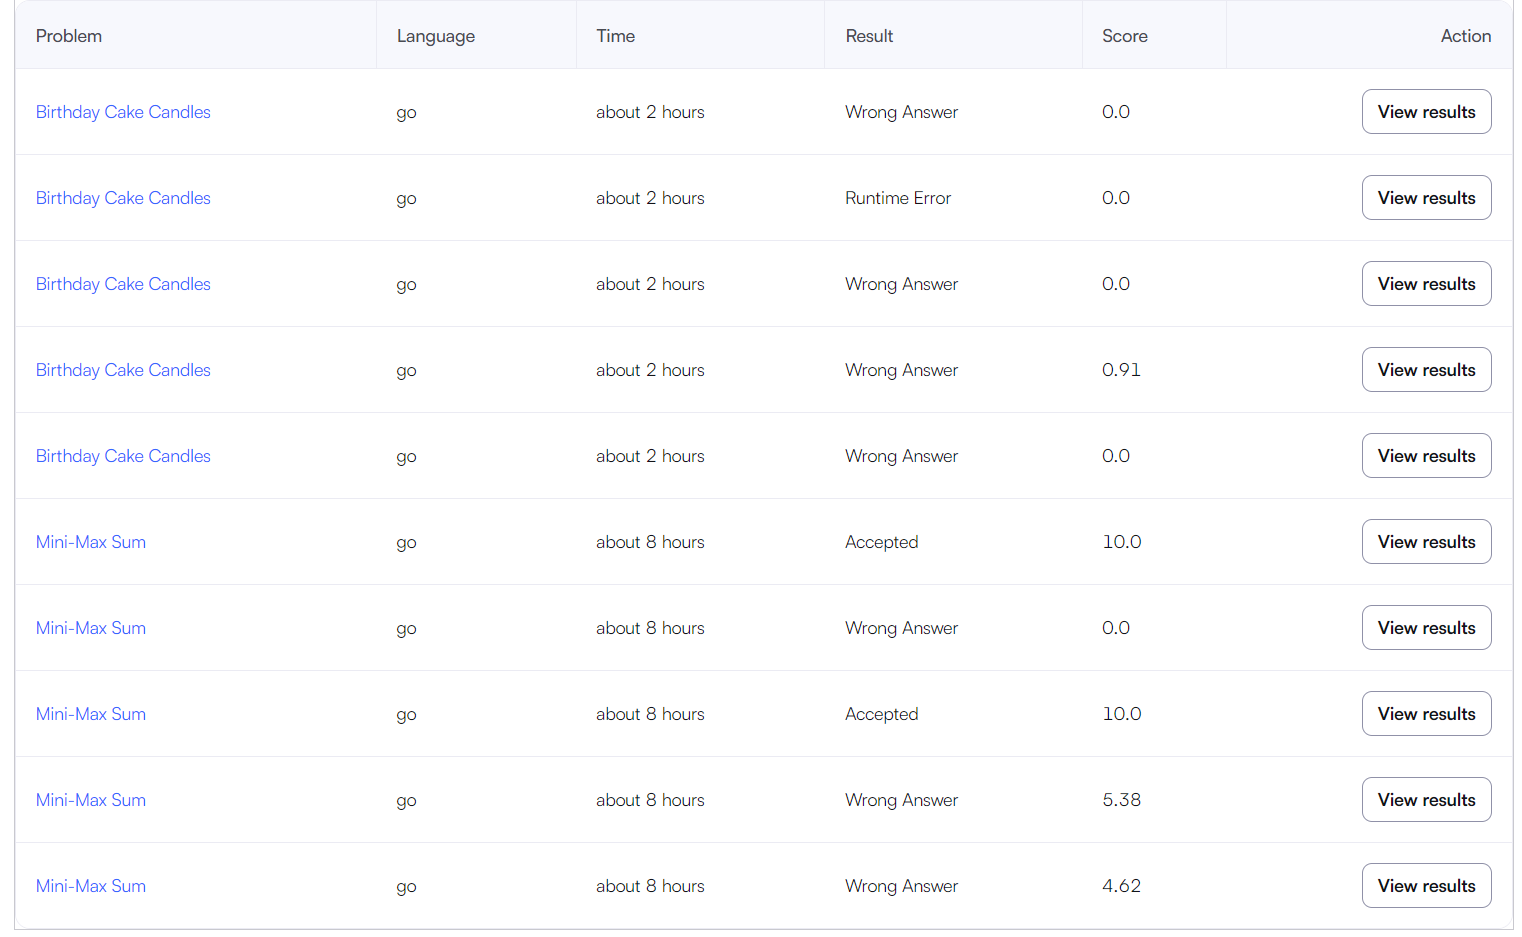 Problem Language Time Result Score Action
Birthday Cake Candles go about 2 hours Wrong Answer 0.0 View results
Birthday Cake Candles go about 2 hours Runtime Error 0.0 View results
Birthday Cake Candles go about 2 hours Wrong Answer 0.0 View results
Birthday Cake Candles go about 2 hours Wrong Answer 0.91 View results
Birthday Cake Candles go about 2 hours Wrong Answer 0.0 View results
Mini-Max Sum go about 8 hours Accepted 10.0 View results
Mini-Max Sum go about 8 hours Wrong Answer 0.0 View results
Mini-Max Sum go about 8 hours Accepted 10.0 View results
Mini-Max Sum go about 8 hours Wrong Answer 5.38 View results
Mini-Max Sum go about 8 hours Wrong Answer 4.62 View results